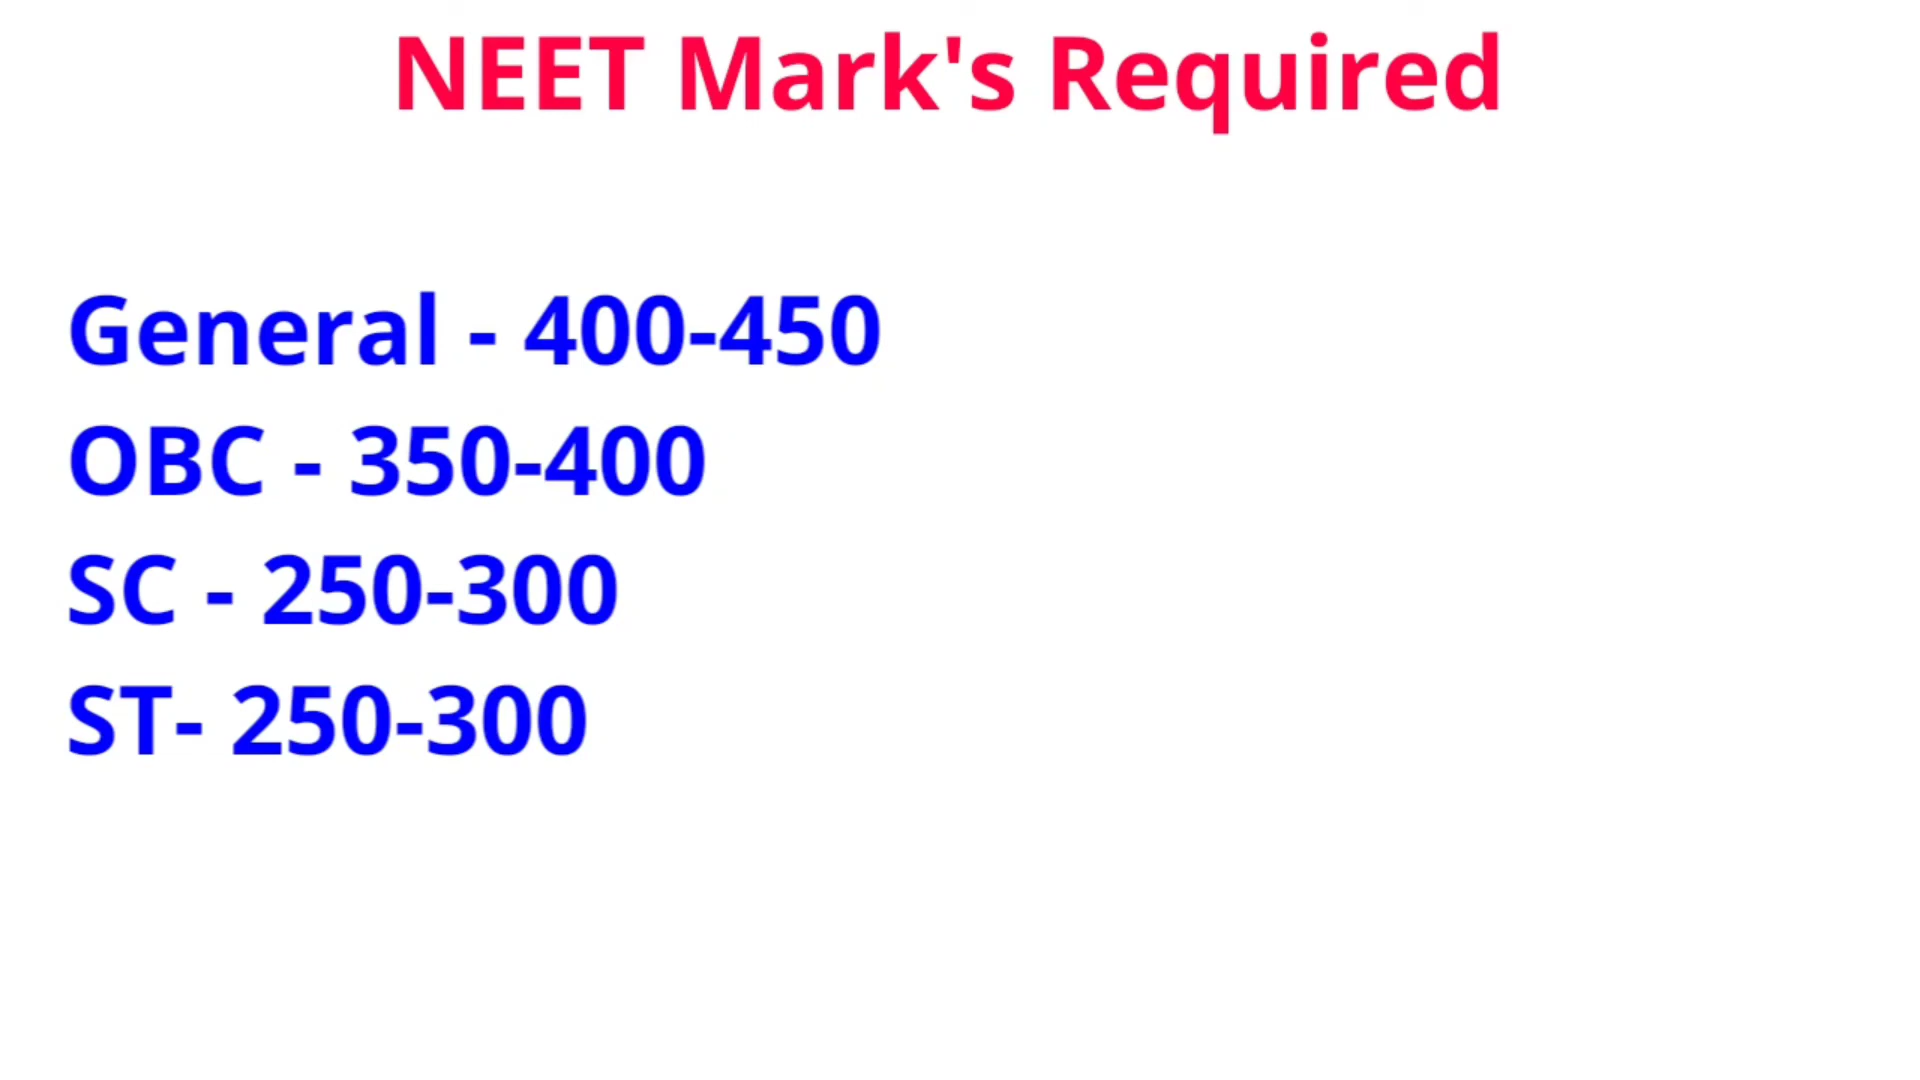 NEET Mark's Required
General - 400-450
OBC - 350-400
SC - 250-300
ST- 250-300